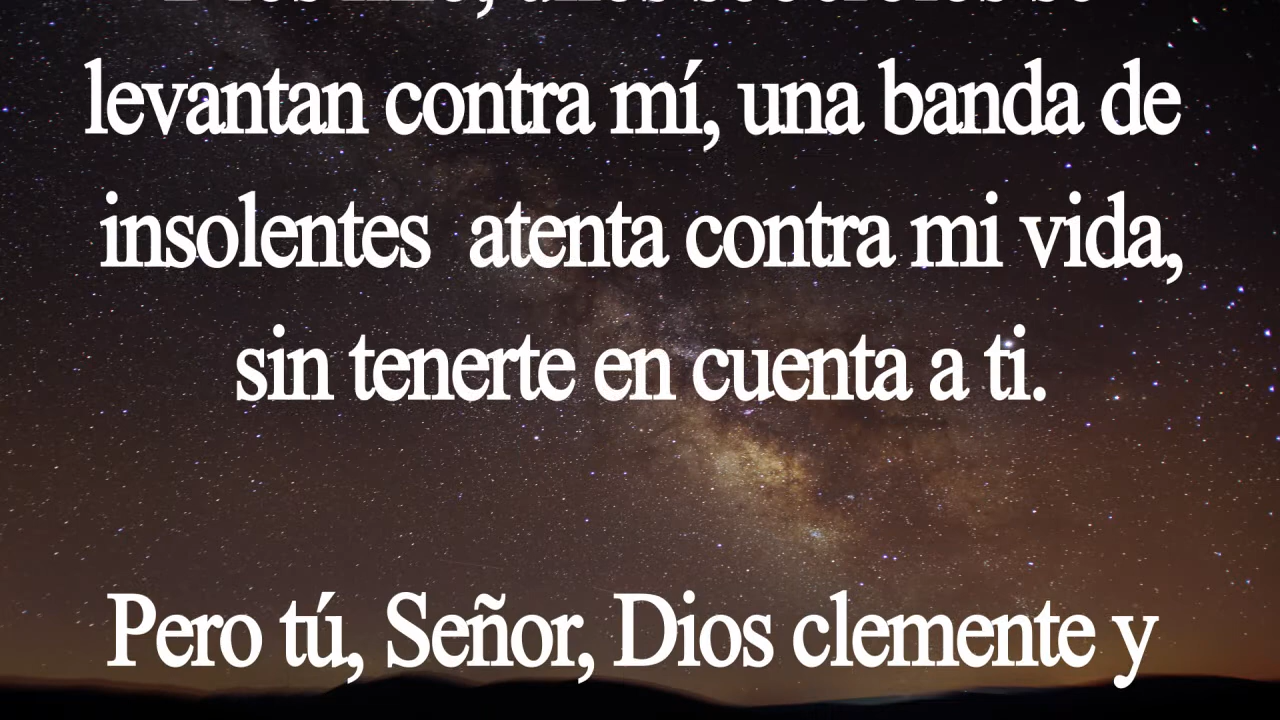 levantan contra mí, una banda de
insolentes  atenta contra mi vida,
sin tenerte en cuenta a ti.
Pero tú, Señor, Dios clemente y